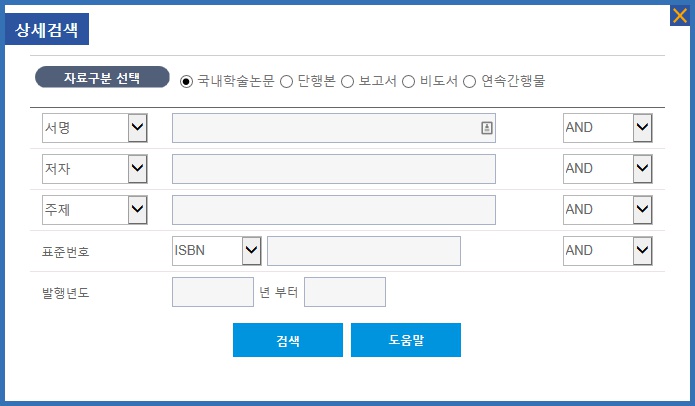 상세검색
자료구분 선택 국내학술논문 단행본 보고서 비도서 연속간행물
서명 AND
저자 AND
주제 AND
표준번호 ISBN AND
발행년도 년 부터
검색 도움말